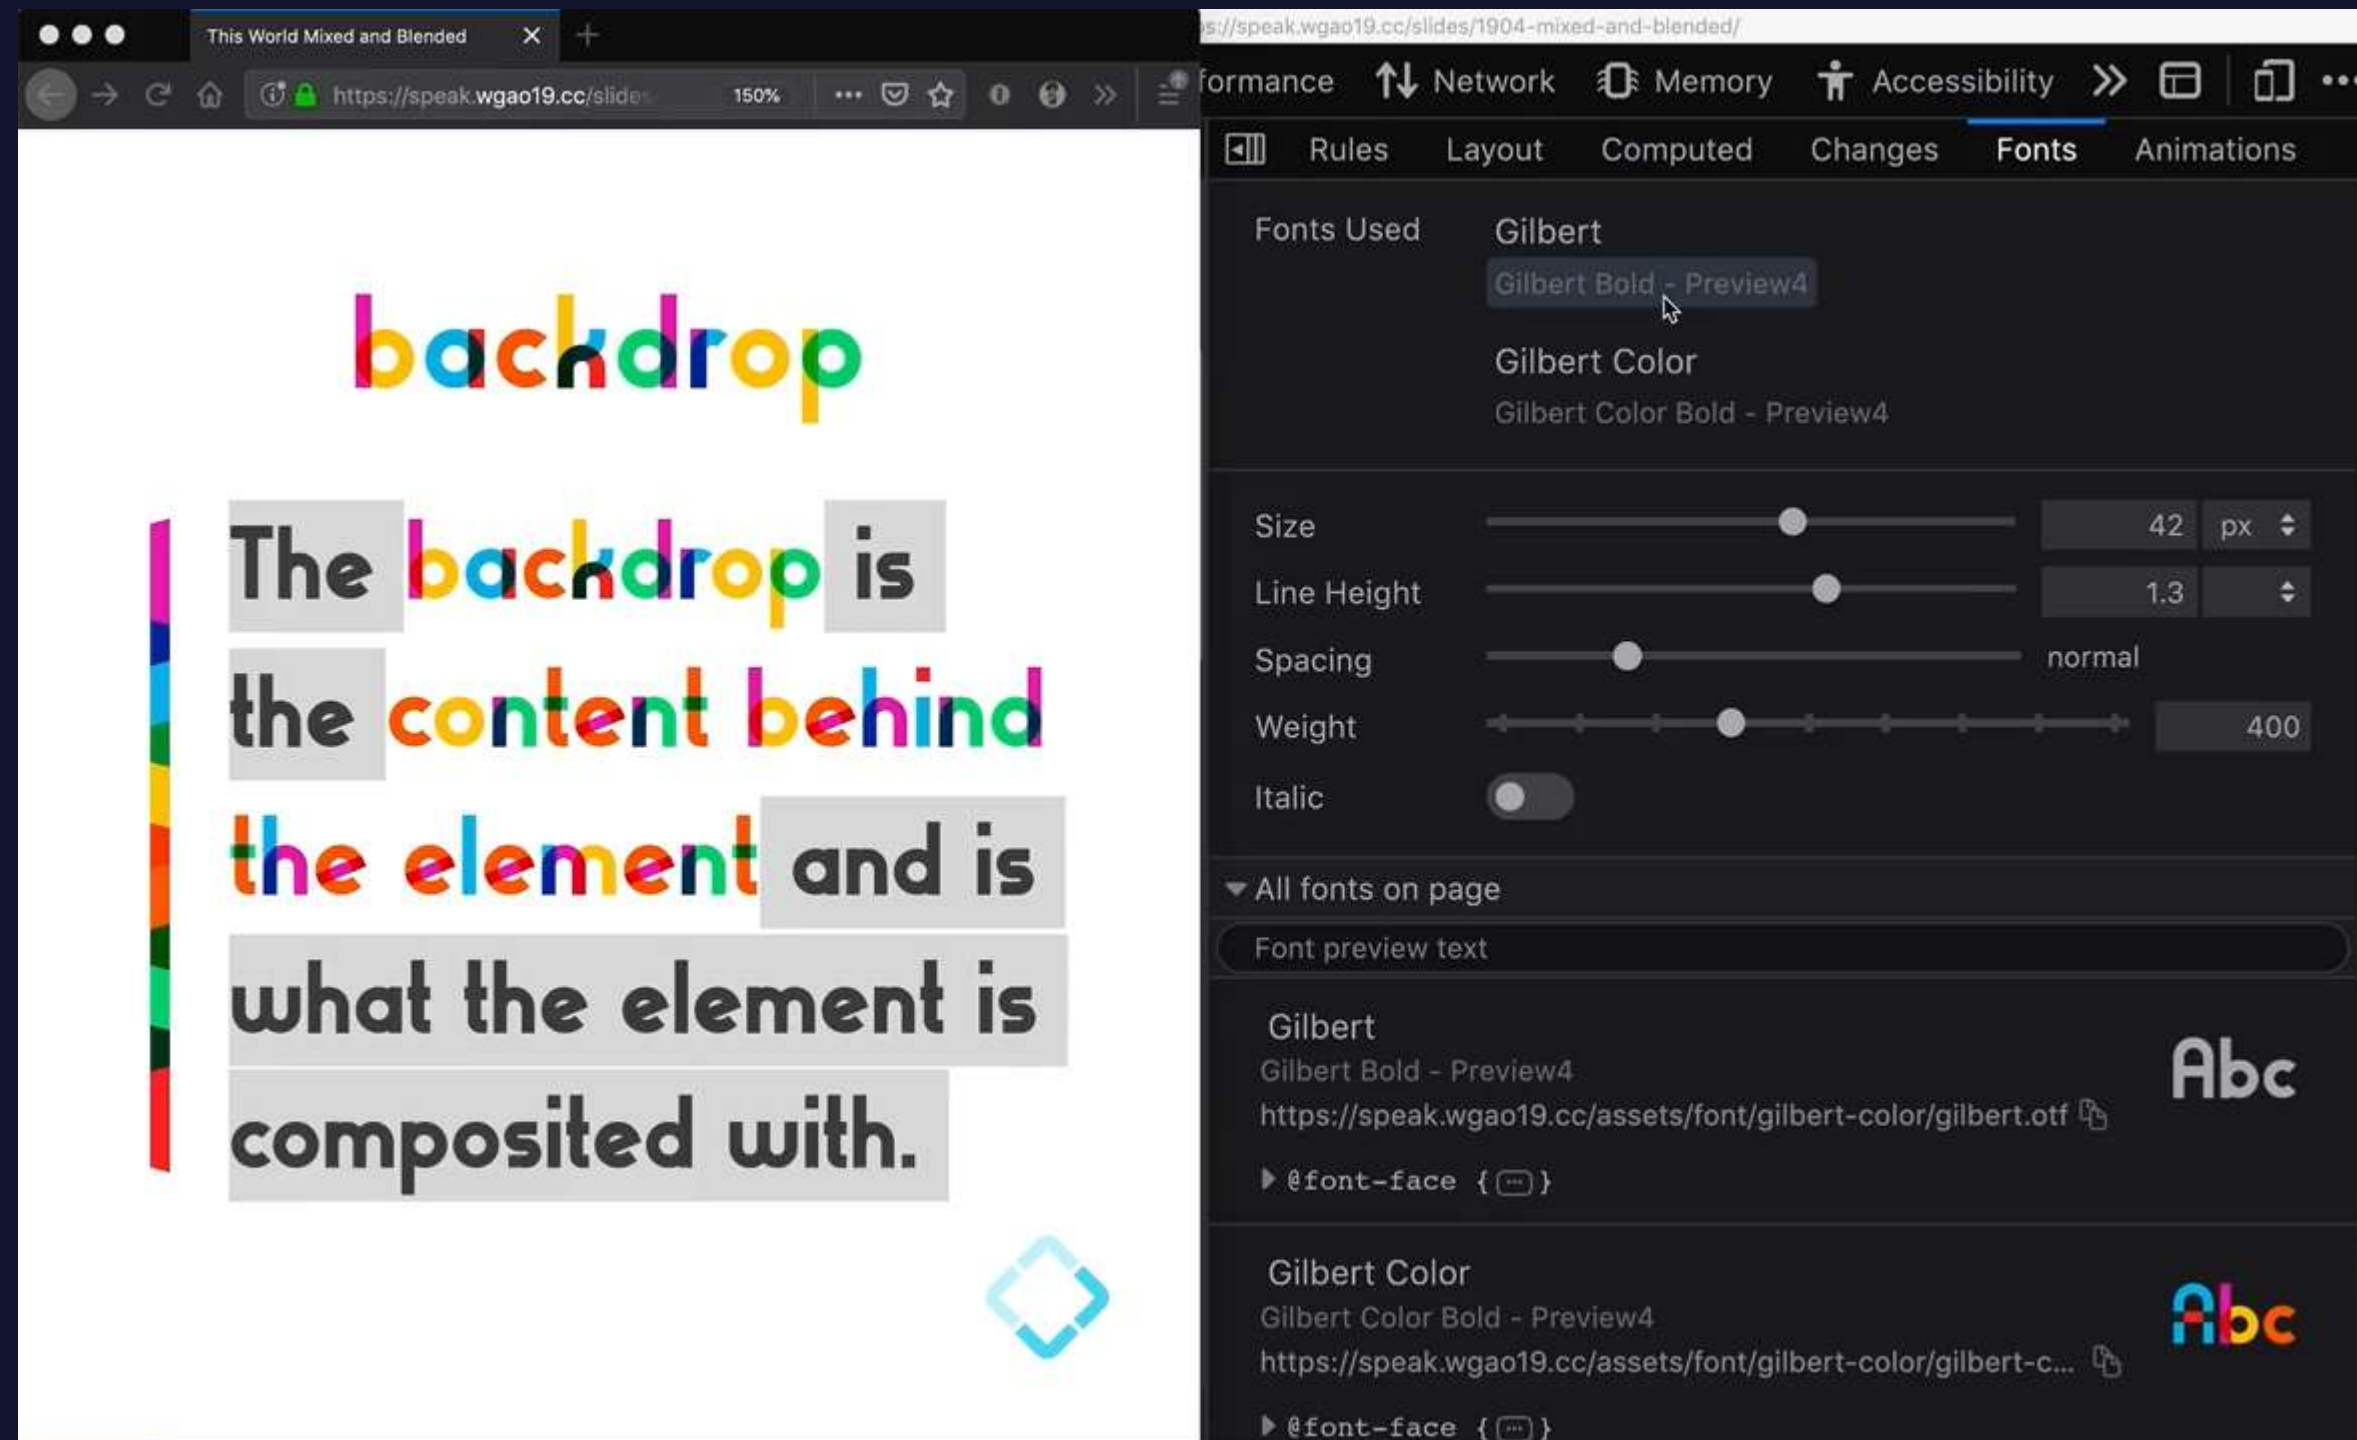 This World Mixed and Blended
https://speak.wgao19.cc/slides
150%
backdrop
The backdrop is
the content behind
the element and is
what the element is
composited with.
s://speak.wgao19.cc/slides/1904-mixed-and-blended/
formance Network Memory Accessibility
Rules Layout Computed Changes Fonts Animations
Fonts Used
Gilbert
Gilbert Bold - Preview4
Gilbert Color
Gilbert Color Bold - Preview4
Size 42 px
Line Height 1.3
Spacing normal
Weight 400
Italic
All fonts on page
Font preview text
Gilbert
Gilbert Bold - Preview4
Abc
https://speak.wgao19.cc/assets/font/gilbert-color/gilbert.otf
@font-face { ... }
Gilbert Color
Gilbert Color Bold - Preview4
Abc
https://speak.wgao19.cc/assets/font/gilbert-color/gilbert-c...
@font-face { ... }